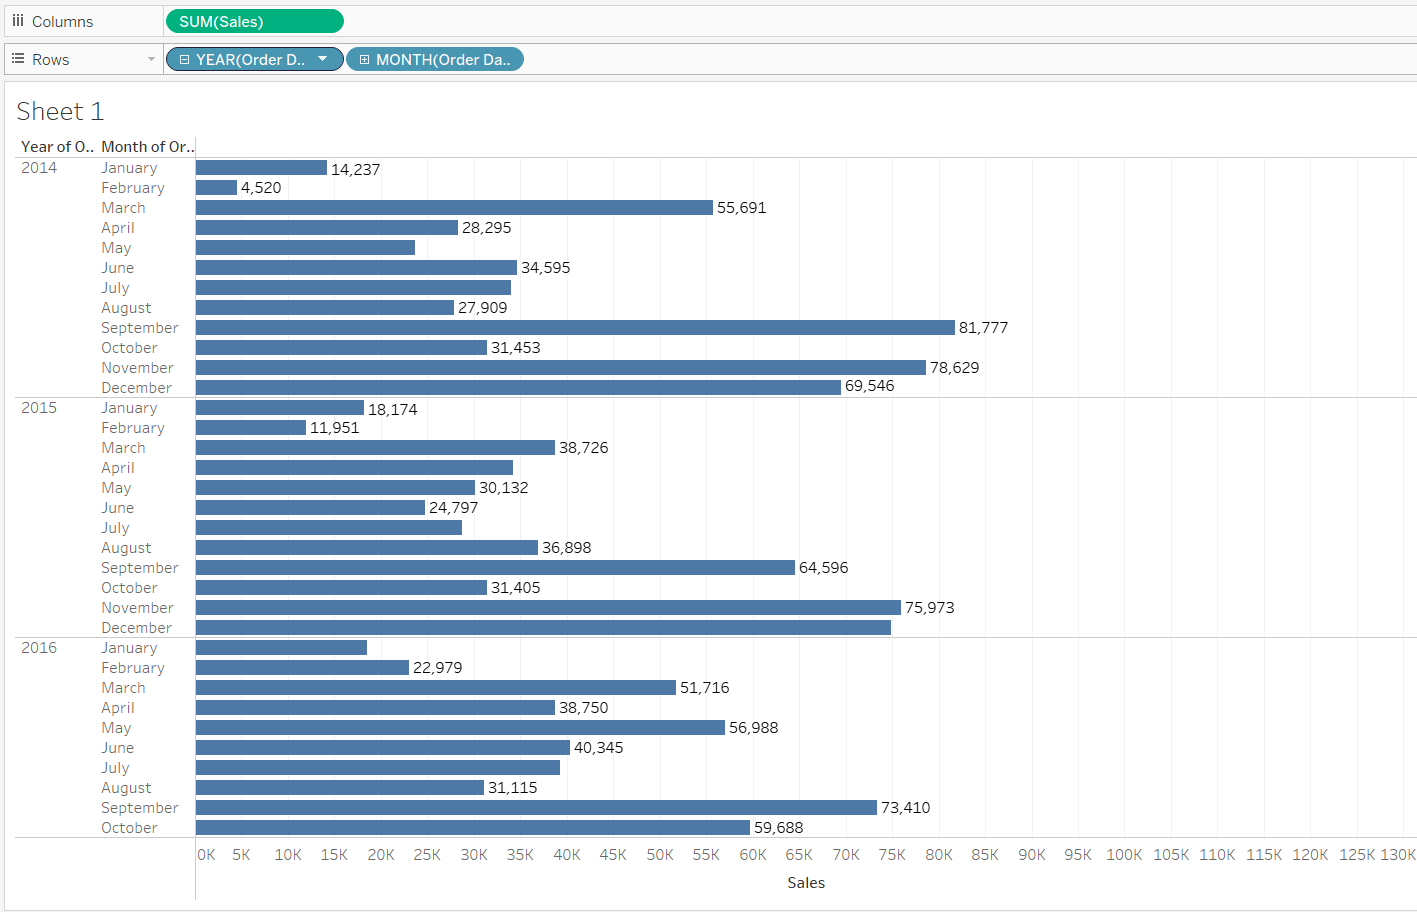 Columns SUM(Sales)
Rows YEAR(Order D.. MONTH(Order Da..
Sheet 1
Year of O.. Month of Or..
2014 January 14,237
February 4,520
March 55,691
April 28,295
May
June 34,595
July
August 27,909
September 81,777
October 31,453
November 78,629
December 69,546
2015 January 18,174
February 11,951
March 38,726
April
May 30,132
June 24,797
July
August 36,898
September 64,596
October 31,405
November 75,973
December
2016 January
February 22,979
March 51,716
April 38,750
May 56,988
June 40,345
July
August 31,115
September 73,410
October 59,688
0K 5K 10K 15K 20K 25K 30K 35K 40K 45K 50K 55K 60K 65K 70K 75K 80K 85K 90K 95K 100K 105K 110K 115K 120K 125K 130K
Sales